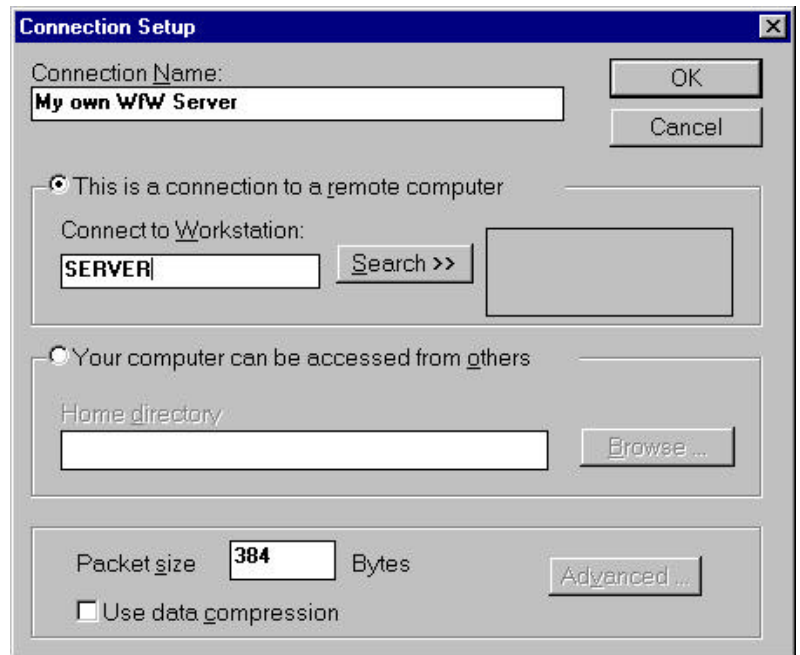 Connection Setup
Connection Name:
OK
My own WfW Server
Cancel
This is a connection to a remote computer
Connect to Workstation:
SERVER
Search >>
Your computer can be accessed from others
Home directory
Browse ...
Packet size 384 Bytes
Advanced ...
Use data compression